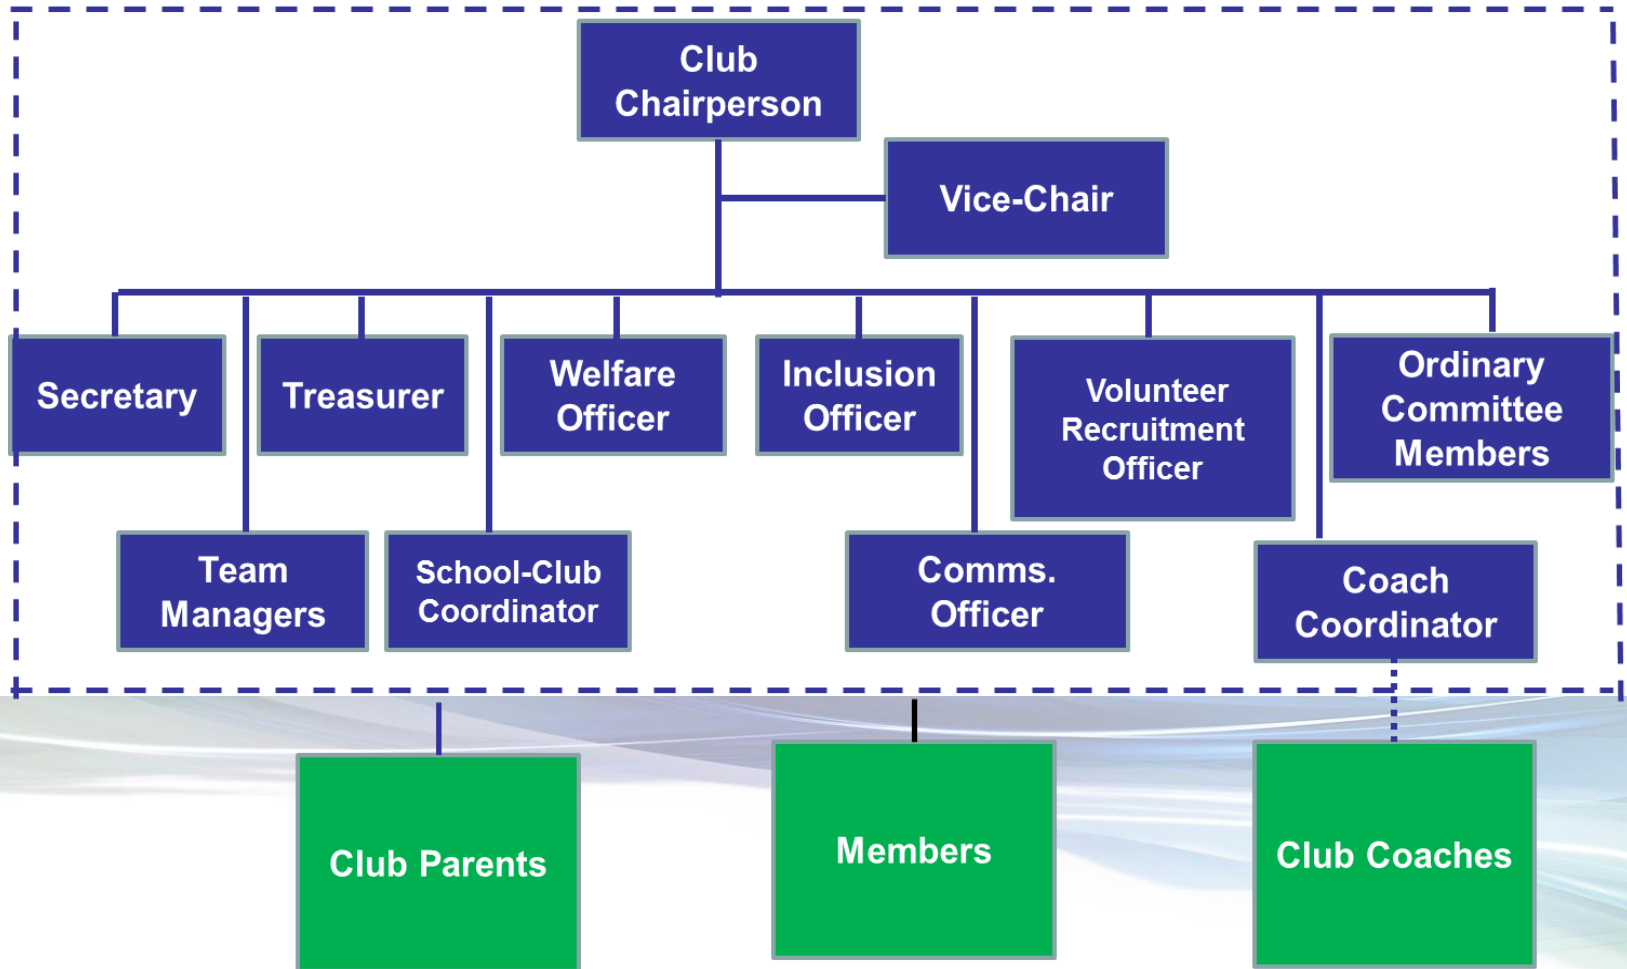 Club
Chairperson
Vice-Chair
Secretary
Treasurer
Welfare
Officer
Inclusion
Officer
Volunteer
Recruitment
Officer
Ordinary
Committee
Members
Team
Managers
School-Club
Coordinator
Comms.
Officer
Coach
Coordinator
Club Parents
Members
Club Coaches